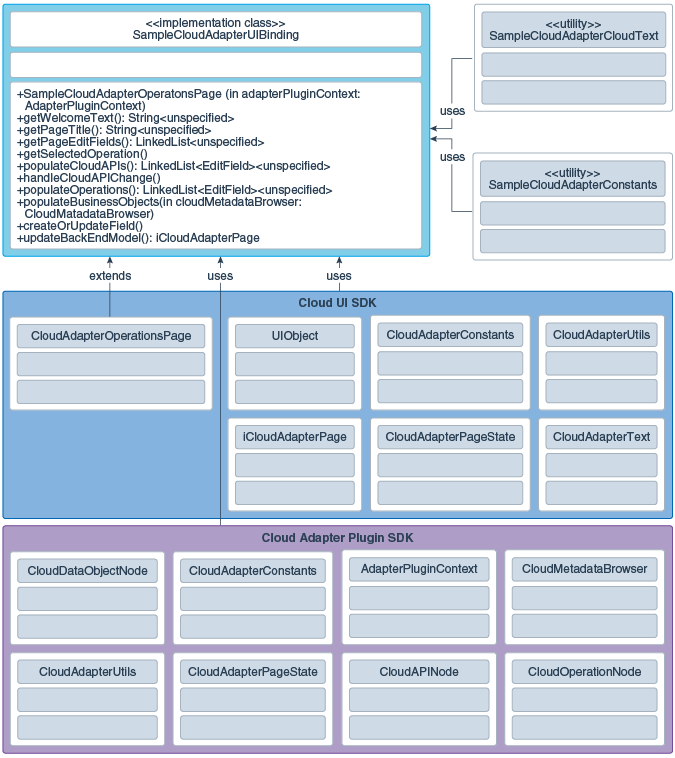 <<implementation class>>
SampleCloudAdapterUIBinding
+SampleCloudAdapterOperatonsPage (in adapterPluginContext:
AdapterPluginContext)
+getWelcomeText(): String<unspecified>
+getPageTitle(): String<unspecified>
+getPageEditFields(): LinkedList<unspecified>
+getSelectedOperation()
+populateCloudAPIs(): LinkedList<EditField><unspecified>
+handleCloudAPIChange()
+populateOperations(): LinkedList<EditField><unspecified>
+populateBusinessObjects(in cloudMetadataBrowser:
CloudMatadataBrowser)
+createOrUpdateField()
+updateBackEndModel(): iCloudAdapterPage
<<utility>>
SampleCloudAdapterCloudText
uses
uses
<<utility>>
SampleCloudAdapterConstants
extends
uses
uses
Cloud UI SDK
CloudAdapterOperationsPage
UIObject
CloudAdapterConstants
CloudAdapterUtils
iCloudAdapterPage
CloudAdapterPageState
CloudAdapterText
Cloud Adapter Plugin SDK
CloudDataObjectNode
CloudAdapterConstants
AdapterPluginContext
CloudMetadataBrowser
CloudAdapterUtils
CloudAdapterPageState
CloudAPINode
CloudOperationNode